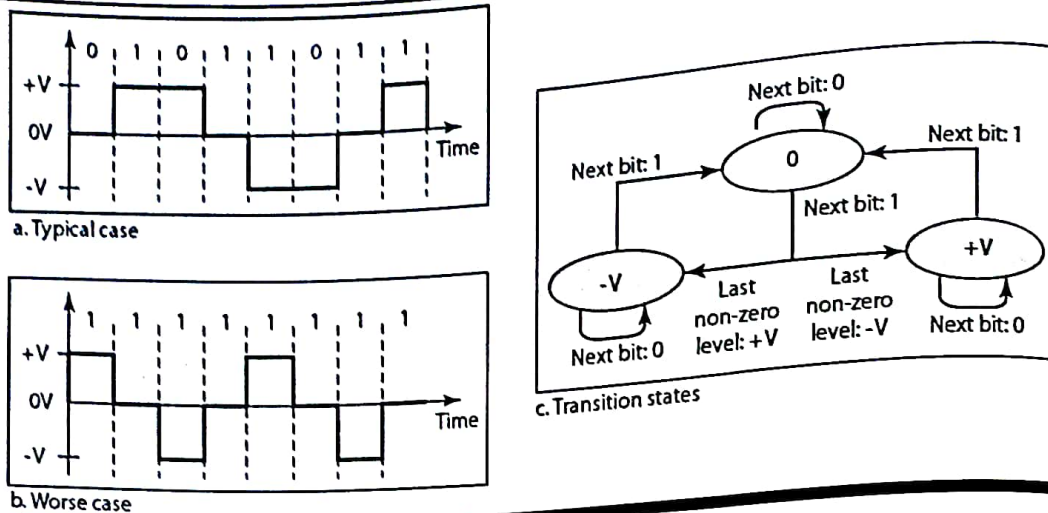 0 1 0 1 1 0 1 1
+V
0V
Time
-V
a. Typical case
1 1 1 1 1 1 1 1
+V
0V
Time
-V
b. Worse case
Next bit: 0
0
Next bit: 1
Next bit: 1
Next bit: 1
-V
+V
Last
non-zero
level: +V
Last
non-zero
level: -V
Next bit: 0
Next bit: 0
c. Transition states